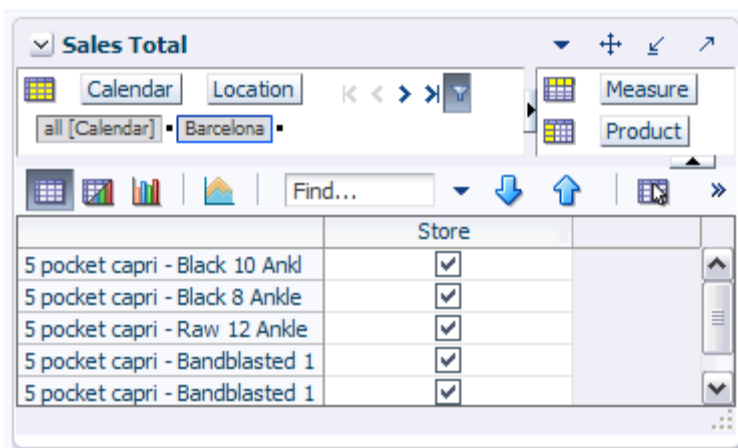 Sales Total
Calendar Location
Measure
all [Calendar] Barcelona
Product
Find...
Store
5 pocket capri - Black 10 Ankl
5 pocket capri - Black 8 Ankle
5 pocket capri - Raw 12 Ankle
5 pocket capri - Bandblasted 1
5 pocket capri - Bandblasted 1